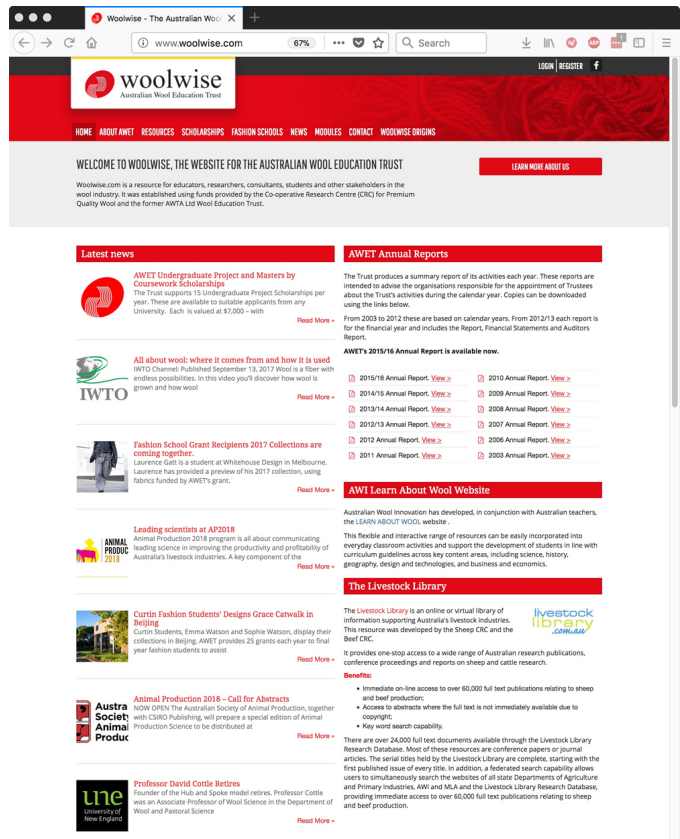 Woolwise - The Australian Wool
www.woolwise.com
67%
Search
ABP
1
LOGIN | REGISTER
f
woolwise
Australian Wool Education Trust
HOME ABOUT AWET RESOURCES SCHOLARSHIPS FASHION SCHOOLS NEWS MODULES CONTACT WOOLWISE ORIGINS
WELCOME TO WOOLWISE, THE WEBSITE FOR THE AUSTRALIAN WOOL EDUCATION TRUST
LEARN MORE ABOUT US
Woolwise.com is a resource for educators, researchers, consultants, students and other stakeholders in the
wool industry. It was established using funds provided by the Co-operative Research Centre (CRC) for Premium
Quality Wool and the former AWTA Ltd Wool Education Trust.
Latest news
AWET Undergraduate Project and Masters by
Coursework Scholarships
The Trust supports 15 Undergraduate Project Scholarships per
year. These are available to suitable applicants from any
University. Each is valued at $7,000 – with
Read More »
IWTO
All about wool: where it comes from and how it is used
IWTO Channel: Published September 13, 2017 Wool is a fiber with
endless possibilities. In this video you'll discover how wool is
grown and how wool
Read More »
Fashion School Grant Recipients 2017 Collections are
coming together.
Laurence Gatt is a student at Whitehouse Design in Melbourne.
Laurence has provided a preview of his 2017 collection, using
fabrics funded by AWET's grant.
Read More »
ANIMAL
PRODUC
2018
Leading scientists at AP2018
Animal Production 2018 program is all about communicating
leading science in improving the productivity and profitability of
Australia's livestock industries. A key component of the
Read More »
Curtin Fashion Students' Designs Grace Catwalk in
Beijing
Curtin Students, Emma Watson and Sophie Watson, display their
collections in Beijing. AWET provides 25 grants each year to final
year fashion students to assist
Read More »
Austra
Society
Animal
Produc
Animal Production 2018 – Call for Abstracts
NOW OPEN The Australian Society of Animal Production, together
with CSIRO Publishing, will prepare a special edition of Animal
Production Science to be distributed at
Read More »
une
University of
New England
Professor David Cottle Retires
Founder of the Hub and Spoke model retires. Professor Cottle
was an Associate Professor of Wool Science in the Department of
Wool and Pastoral Science
Read More »
AWET Annual Reports
The Trust produces a summary report of its activities each year. These reports are
intended to advise the organisations responsible for the appointment of Trustees
about the Trust's activities during the calendar year. Copies can be downloaded
using the links below.
From 2003 to 2012 these are based on calendar years. From 2012/13 each report is
for the financial year and includes the Report, Financial Statements and Auditors
Report.
AWET's 2015/16 Annual Report is available now.
2015/16 Annual Report. View > 2010 Annual Report. View >
2014/15 Annual Report. View > 2009 Annual Report. View >
2013/14 Annual Report. View > 2008 Annual Report. View >
2012/13 Annual Report. View > 2007 Annual Report. View >
2012 Annual Report. View > 2006 Annual Report. View >
2011 Annual Report. View > 2003 Annual Report. View >
AWI Learn About Wool Website
Australian Wool Innovation has developed, in conjunction with Australian teachers,
the LEARN ABOUT WOOL website .
This flexible and interactive range of resources can be easily incorporated into
everyday classroom activities and support the development of students in line with
curriculum guidelines across key content areas, including science, history,
geography, design and technologies, and business and economics.
The Livestock Library
The Livestock Library is an online or virtual library of
information supporting Australia's livestock industries.
This resource was developed by the Sheep CRC and the
Beef CRC.
livestock
library
.com.au
It provides one-stop access to a wide range of Australian research publications,
conference proceedings and reports on sheep and cattle research.
Benefits:
• Immediate on-line access to over 60,000 full text publications relating to sheep
and beef production;
• Access to abstracts where the full text is not immediately available due to
copyright;
• Key word search capability.
There are over 24,000 full text documents available through the Livestock Library
Research Database. Most of these resources are conference papers or journal
articles. The serial titles held by the Livestock Library are complete, starting with the
first published issue of every title. In addition, a federated search capability allows
users to simultaneously search the websites of all state Departments of Agriculture
and Primary Industries, AWI and MLA and the Livestock Library Research Database,
providing immediate access to over 60,000 full text publications relating to sheep
and beef production.